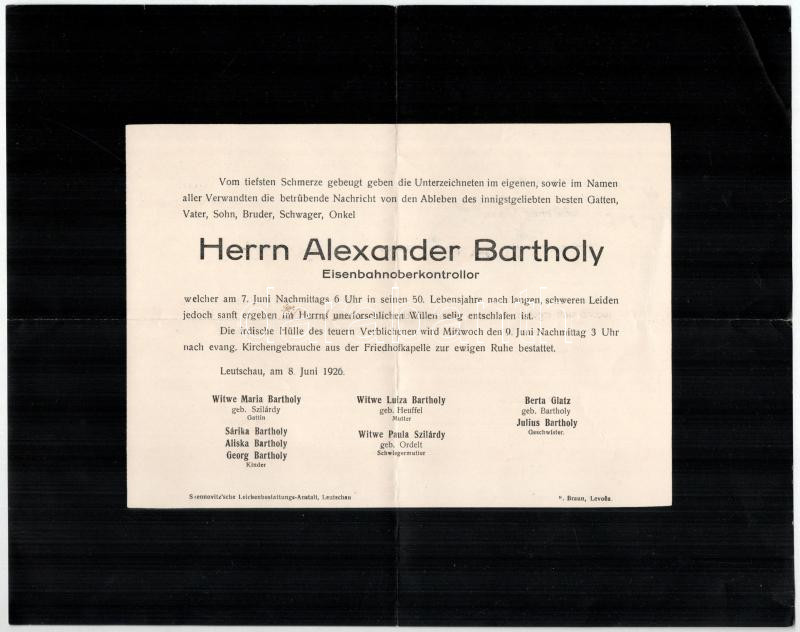 Vom tiefsten Schmerze gebeugt geben die Unterzeichneten im eigenen, sowie im Namen
aller Verwandten die betrübende Nachricht von den Ableben des innigstgeliebten besten Gatten,
Vater, Sohn, Bruder, Schwager, Onkel
Herrn Alexander Bartholy
Eisenbahnoberkontrollor
welcher am 7. Juni Nachmittags 6 Uhr in seinen 50. Lebensjahre nach langen, schweren Leiden
jedoch sanft ergeben im Herrns unerforschlichen Willen selig entschlafen ist.
Die irdische Hülle des teuern Verblichenen wird Mitzwoch den 9. Juni Nachmittag 3 Uhr
nach evang. Kirchengebrauche aus der Friedhofkapelle zur ewigen Ruhe bestattet.
Leutschau, am 8. Juni 1926.
Witwe Maria Bartholy
geb. Szilárdy
Gattin
Sárika Bartholy
Aliska Bartholy
Georg Bartholy
Kinder
Witwe Luiza Bartholy
geb. Heuffel
Mutter
Witwe Paula Szilárdy
geb. Ordelt
Schwiegermutter
Berta Glatz
geb. Bartholy
Julius Bartholy
Geschwister.
Leichenbestattungs-Anstalt, Leutschau
Braun, Levoča.